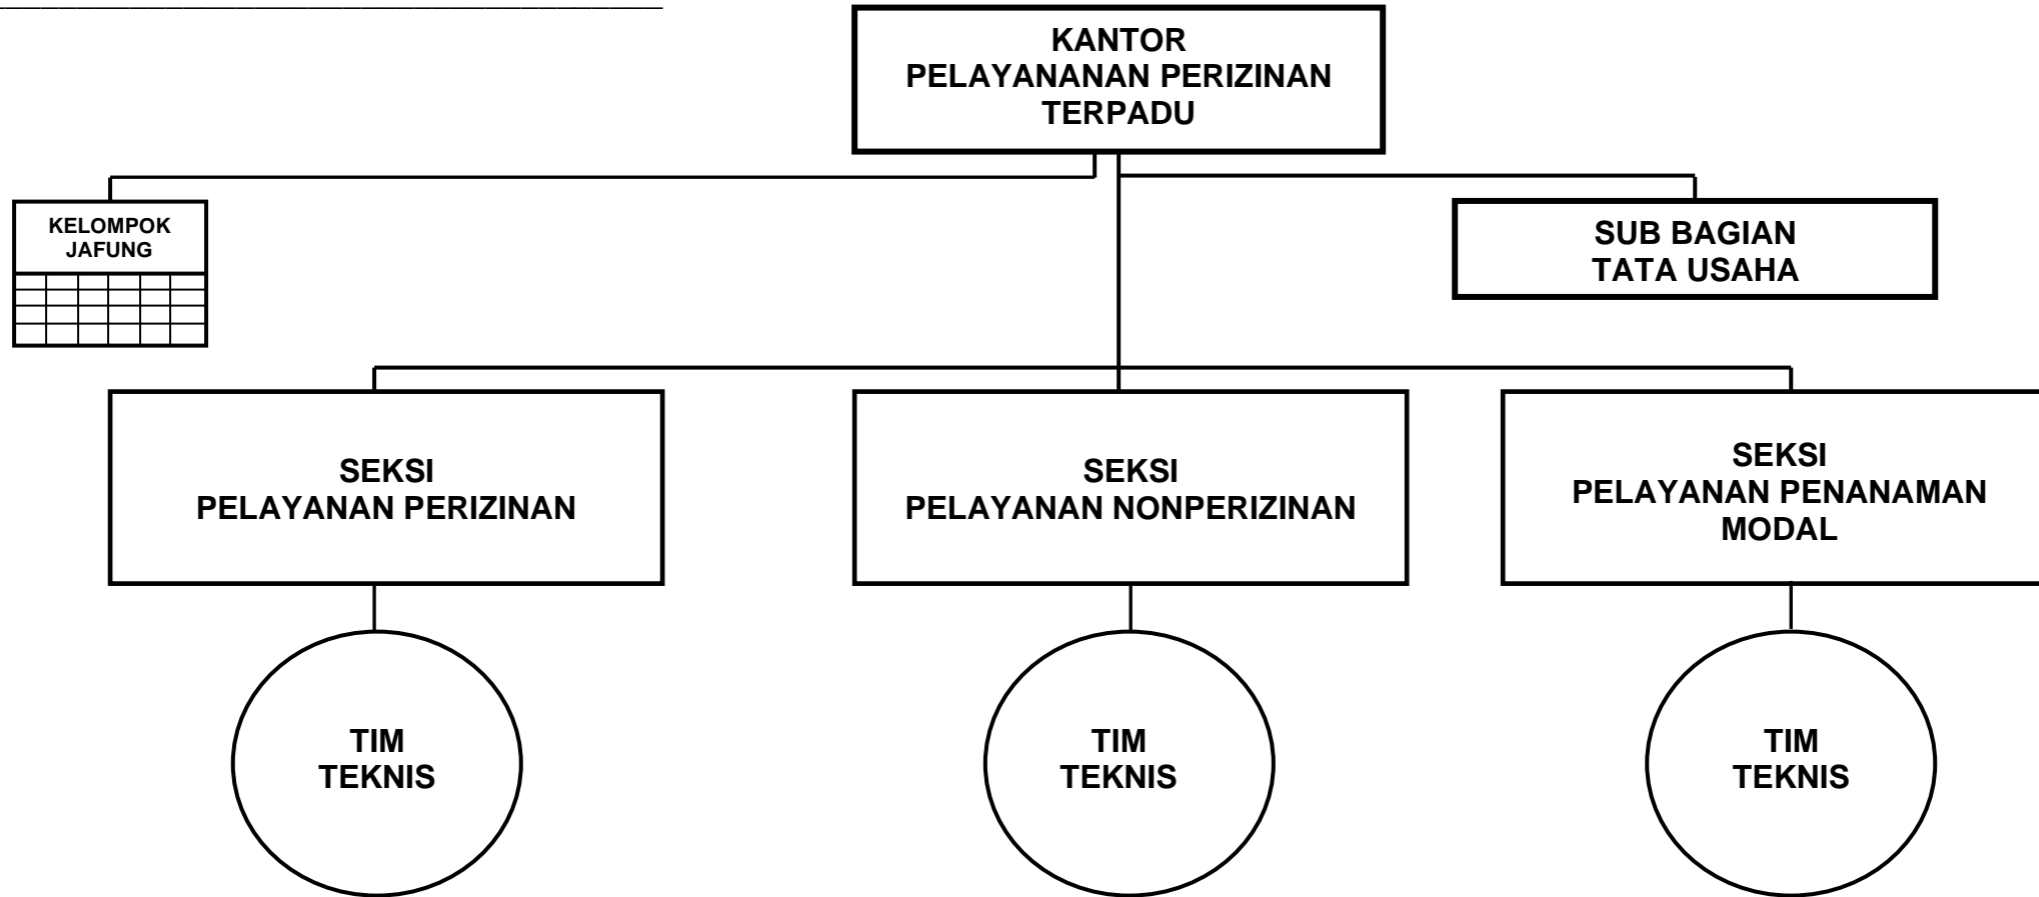 KANTOR
PELAYANANAN PERIZINAN
TERPADU
KELOMPOK
JAFUNG
SUB BAGIAN
TATA USAHA
SEKSI
PELAYANAN PERIZINAN
SEKSI
PELAYANAN NONPERIZINAN
SEKSI
PELAYANAN PENANAMAN
MODAL
TIM
TEKNIS
TIM
TEKNIS
TIM
TEKNIS